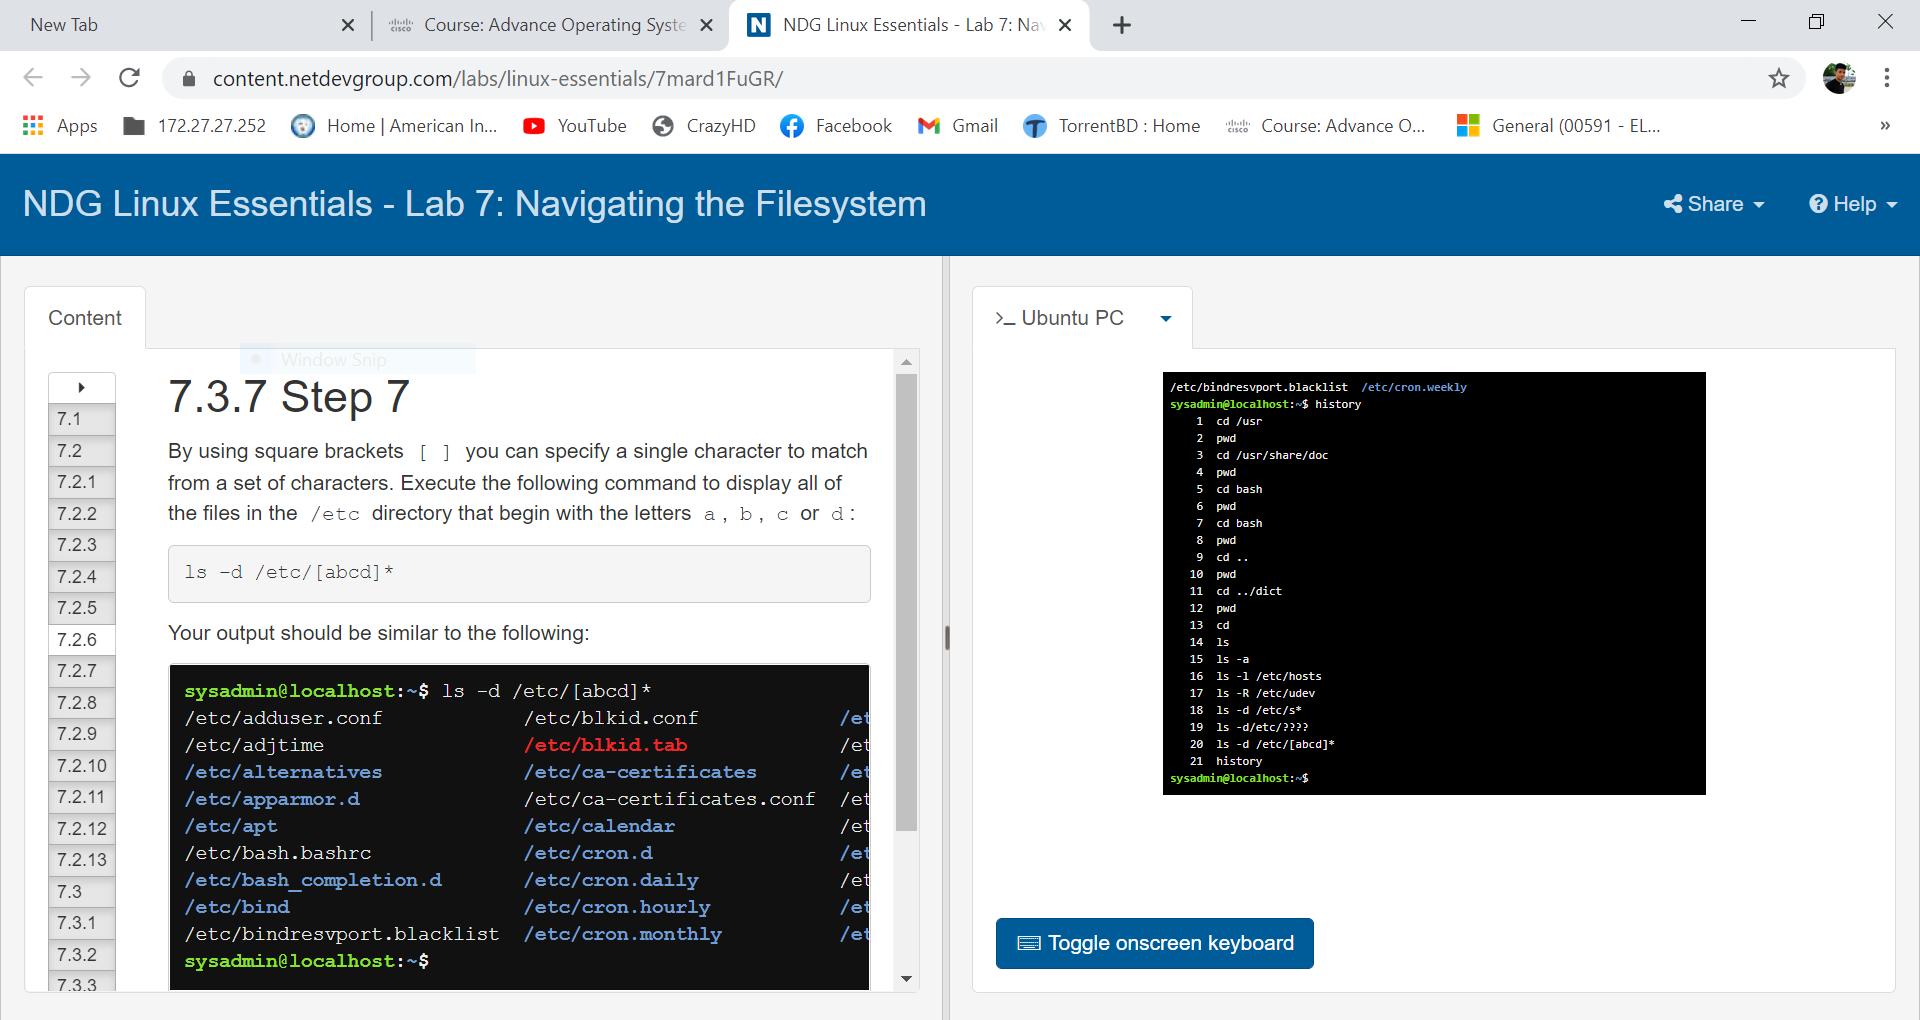 New Tab
Course: Advance Operating Syste
NDG Linux Essentials - Lab 7: Nav
content.netdevgroup.com/labs/linux-essentials/7mard1FuGR/
Apps
172.27.27.252
Home | American In...
YouTube
CrazyHD
Facebook
Gmail
TorrentBD : Home
Course: Advance O...
General (00591 - EL...
»
NDG Linux Essentials - Lab 7: Navigating the Filesystem
Share
Help
Content
Window Snip
7.1
7.2
7.2.1
7.2.2
7.2.3
7.2.4
7.2.5
7.2.6
7.2.7
7.2.8
7.2.9
7.2.10
7.2.11
7.2.12
7.2.13
7.3
7.3.1
7.3.2
7.3.3
7.3.7 Step 7
By using square brackets [ ] you can specify a single character to match
from a set of characters. Execute the following command to display all of
the files in the /etc directory that begin with the letters a, b, c or d:
ls -d /etc/[abcd]*
Your output should be similar to the following:
sysadmin@localhost:~$ ls -d /etc/[abcd]*
/etc/adduser.conf /etc/blkid.conf /et
/etc/adjtime /etc/blkid.tab /et
/etc/alternatives /etc/ca-certificates /et
/etc/apparmor.d /etc/ca-certificates.conf /et
/etc/apt /etc/calendar /et
/etc/bash.bashrc /etc/cron.d /et
/etc/bash_completion.d /etc/cron.daily /et
/etc/bind /etc/cron.hourly /et
/etc/bindresvport.blacklist /etc/cron.monthly /et
sysadmin@localhost:~$
>_ Ubuntu PC
/etc/bindresvport.blacklist /etc/cron.weekly
sysadmin@localhost:~$ history
1 cd /usr
2 pwd
3 cd /usr/share/doc
4 pwd
5 cd bash
6 pwd
7 cd bash
8 pwd
9 cd ..
10 pwd
11 cd ../dict
12 pwd
13 cd
14 ls
15 ls -a
16 ls -l /etc/hosts
17 ls -R /etc/udev
18 ls -d /etc/s*
19 ls -d/etc/????
20 ls -d /etc/[abcd]*
21 history
sysadmin@localhost:~$
Toggle onscreen keyboard